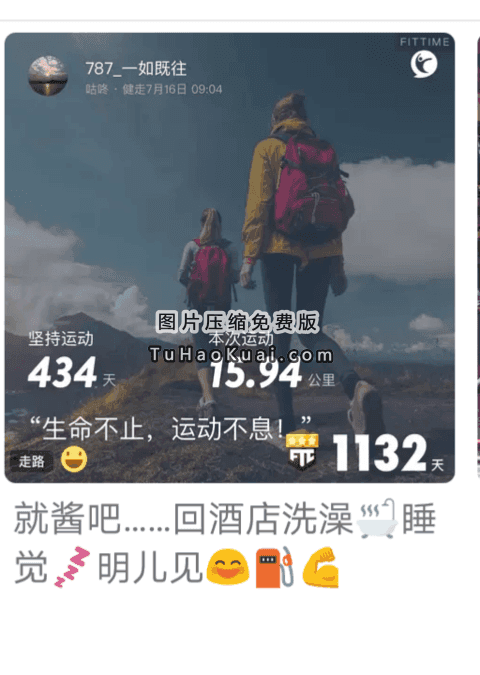 FITTIME
787_一如既往
咕咚 · 健走7月16日 09:04
图片压缩免费版
坚持运动
本次运动
TuHaoKuai.com
434 天
15.94 公里
“生命不止，运动不息！”
FTC
1132 天
走路
就酱吧……回酒店洗澡🛀睡
觉💤明儿见😊⛽💪